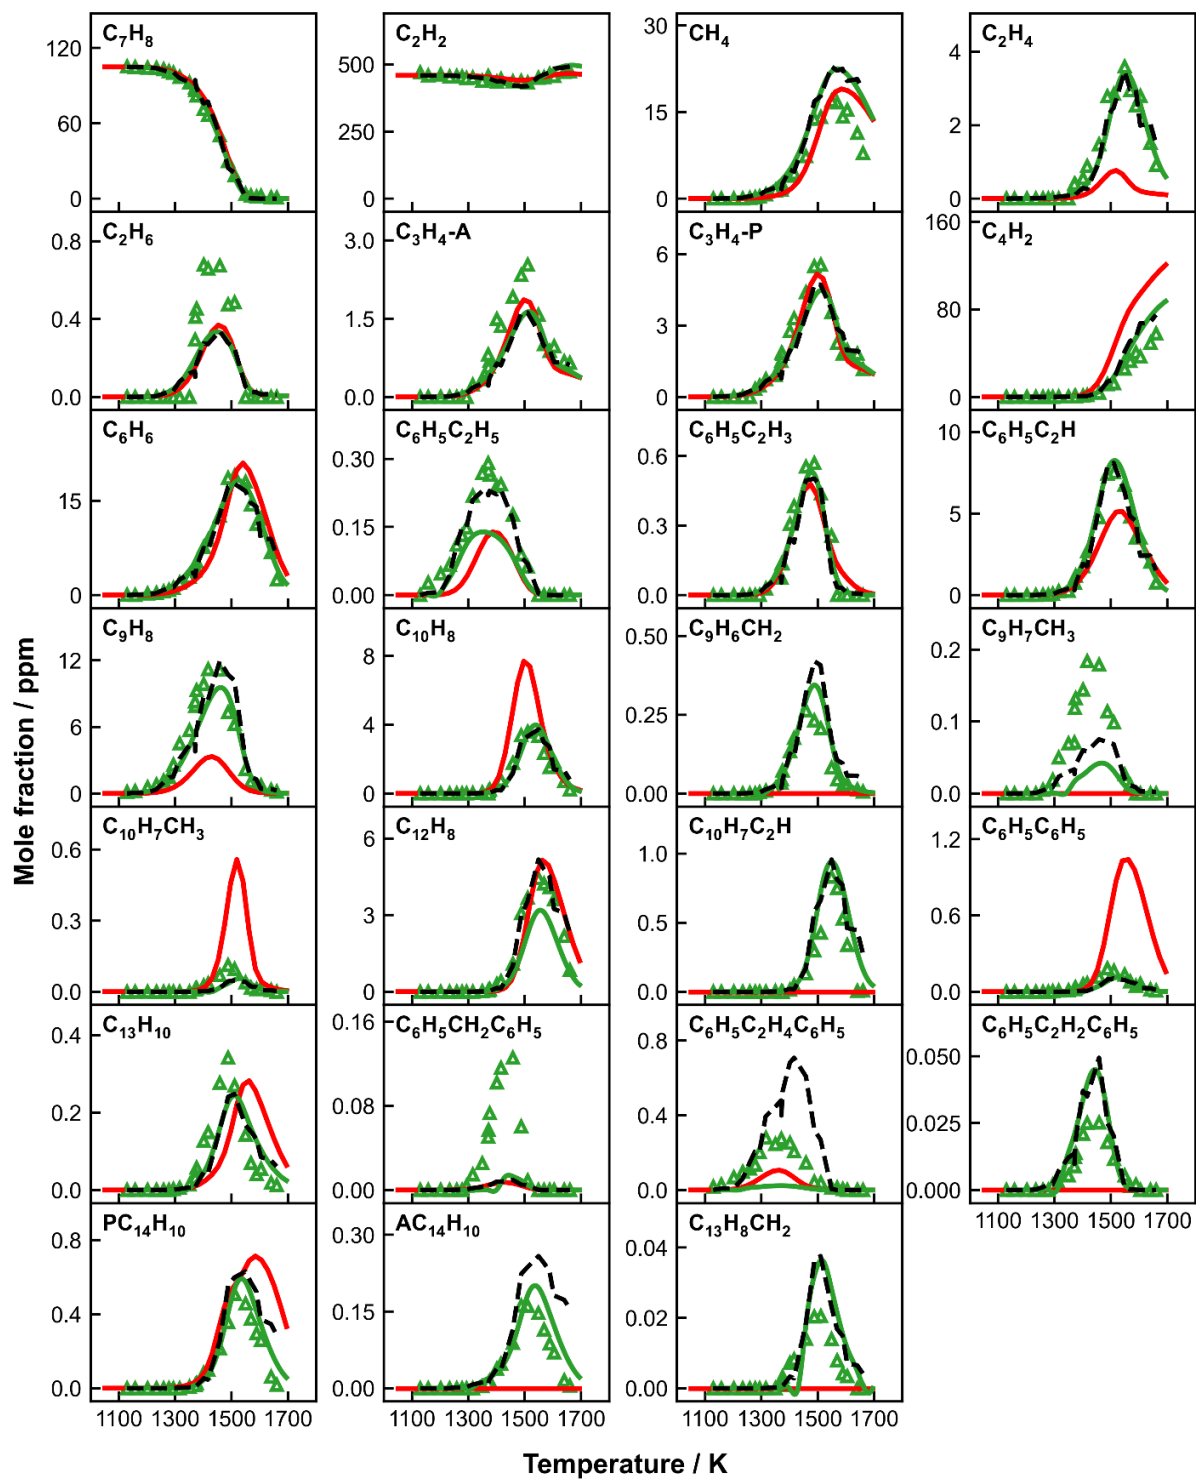 C7H8
C2H2
CH4
C2H4
120
60
0
500
250
0
30
15
0
4
2
0
C2H6
C3H4-A
C3H4-P
C4H2
0.8
0.4
0.0
3.0
1.5
0.0
6
3
0
160
80
0
C6H6
C6H5C2H5
C6H5C2H3
C6H5C2H
15
0
0.30
0.15
0.00
0.6
0.3
0.0
10
5
0
C9H8
C10H8
C9H6CH2
C9H7CH3
12
6
0
8
4
0
0.50
0.25
0.00
0.2
0.1
0.0
Mole fraction / ppm
C10H7CH3
C12H8
C10H7C2H
C6H5C6H5
0.6
0.3
0.0
6
3
0
1.0
0.5
0.0
1.2
0.6
0.0
C13H10
C6H5CH2C6H5
C6H5C2H4C6H5
C6H5C2H2C6H5
0.4
0.2
0.0
0.16
0.08
0.00
0.8
0.4
0.0
0.050
0.025
0.000
1100 1300 1500 1700
PC14H10
AC14H10
C13H8CH2
0.8
0.4
0.0
0.30
0.15
0.00
0.04
0.02
0.00
1100 1300 1500 1700
1100 1300 1500 1700
1100 1300 1500 1700
Temperature / K